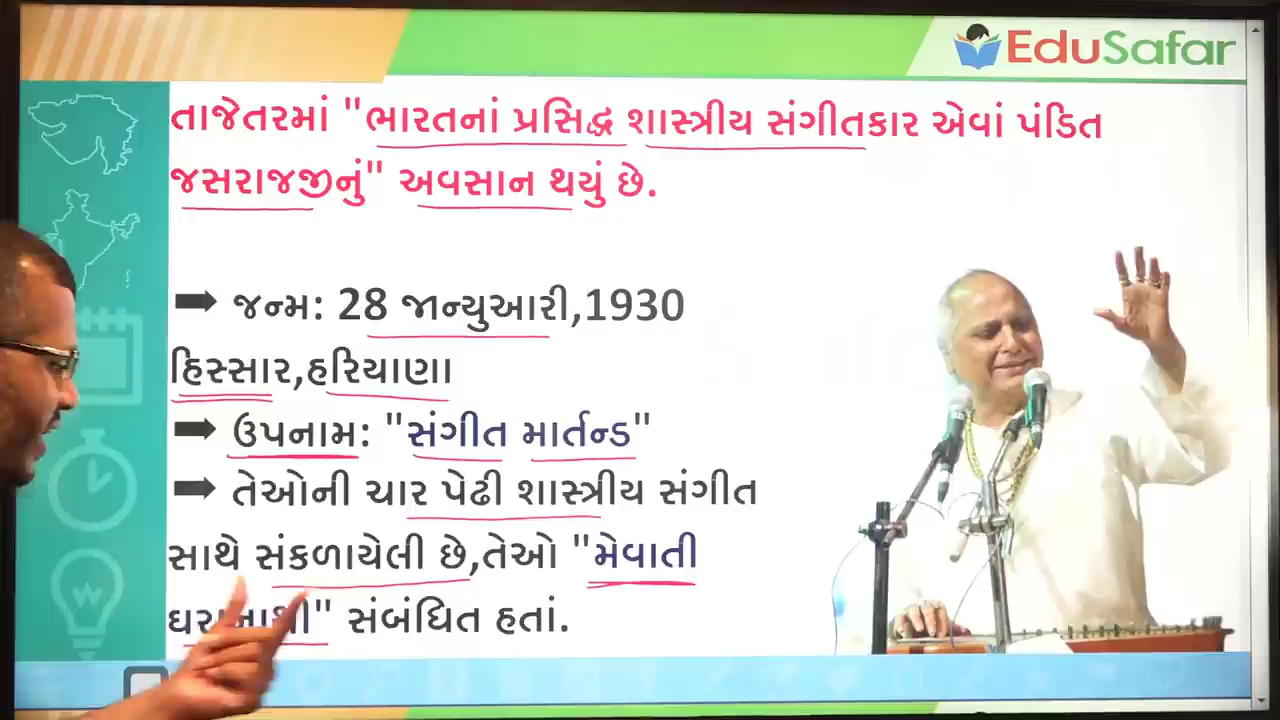 EduSafar
તાજેતરમાં "ભારતનાં પ્રસિદ્ધ શાસ્ત્રીય સંગીતકાર એવાં પંડિત
જસરાજજીનું" અવસાન થયું છે.
➡ જન્મ: 28 જાન્યુઆરી,1930
હિસ્સાર,હરિયાણા
➡ ઉપનામ: "સંગીત માર્તન્ડ"
➡ તેઓની ચાર પેઢી શાસ્ત્રીય સંગીત
સાથે સંકળાયેલી છે,તેઓ "મેવાતી
સંબંધિત હતાં.